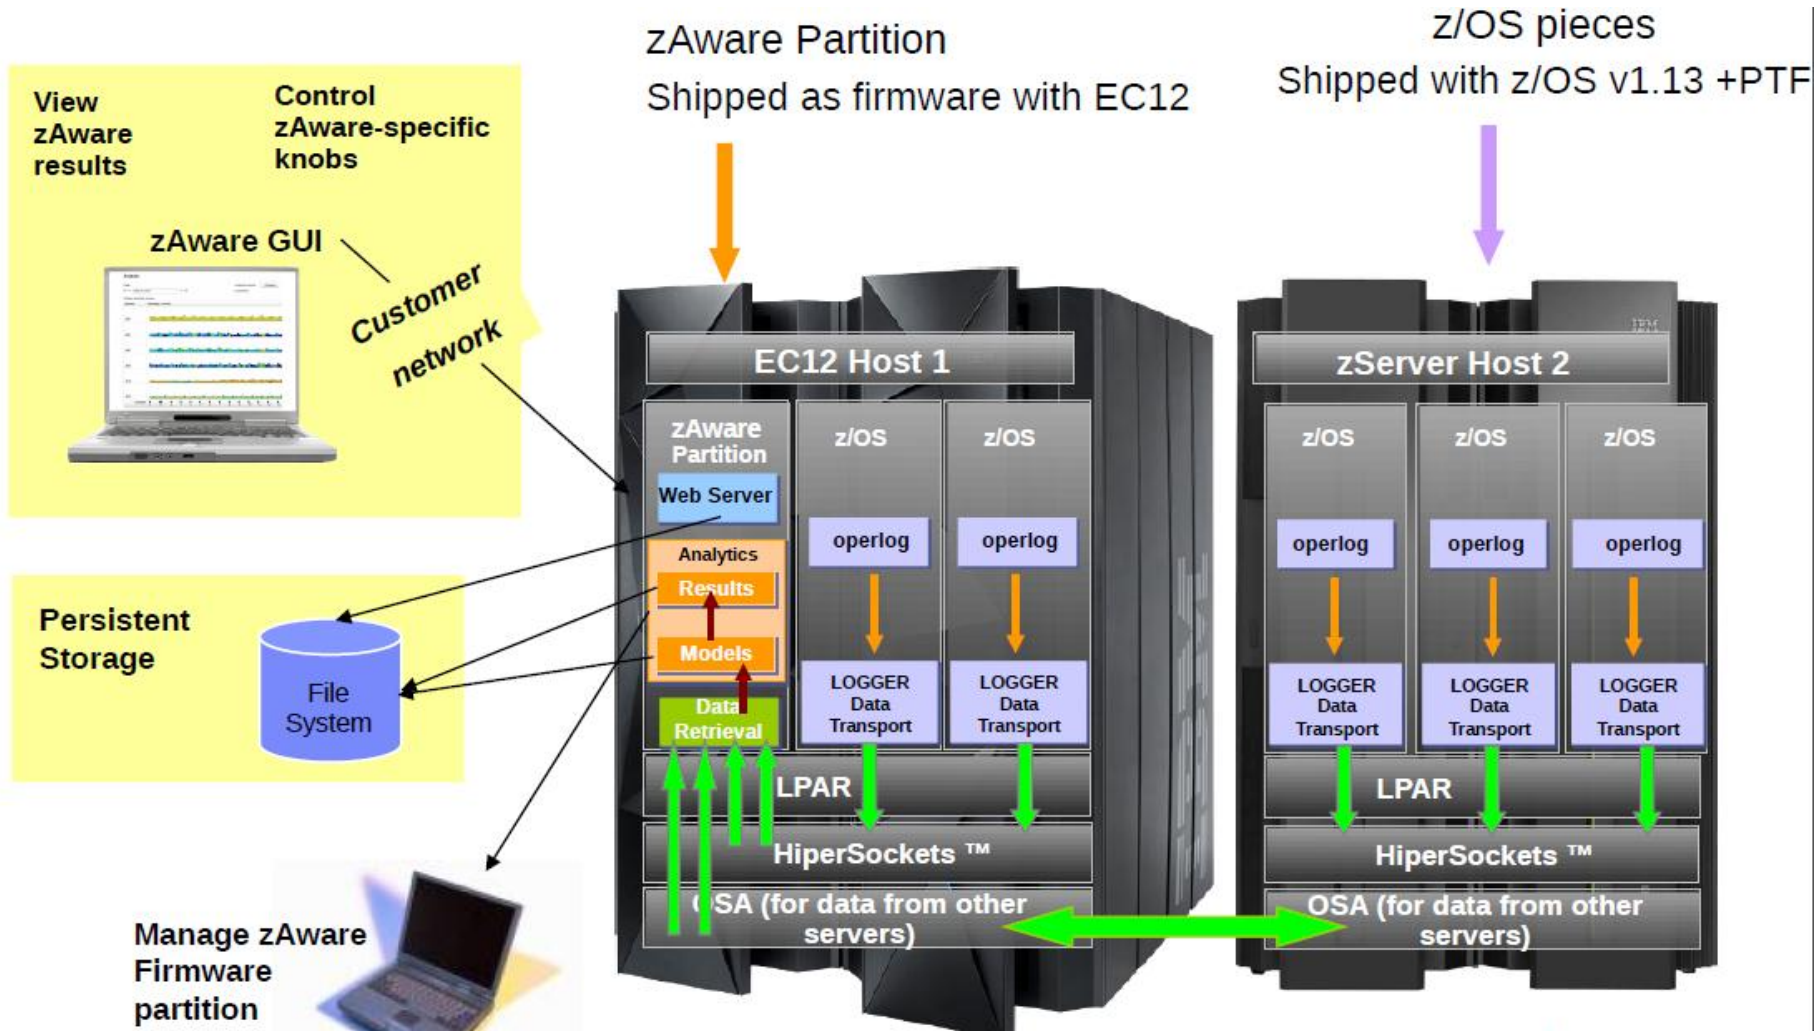 zAware Partition
Shipped as firmware with EC12
z/OS pieces
Shipped with z/OS v1.13 +PTF
View
zAware
results
Control
zAware-specific
knobs
zAware GUI
Customer
network
Persistent
Storage
File
System
Manage zAware
Firmware
partition
EC12 Host 1
zAware
Partition
Web Server
Analytics
Results
Models
Data
Retrieval
z/OS
operlog
LOGGER
Data
Transport
z/OS
operlog
LOGGER
Data
Transport
LPAR
HiperSockets ™
OSA (for data from other
servers)
IBM
zServer Host 2
z/OS
operlog
LOGGER
Data
Transport
z/OS
operlog
LOGGER
Data
Transport
z/OS
operlog
LOGGER
Data
Transport
LPAR
HiperSockets ™
OSA (for data from other
servers)